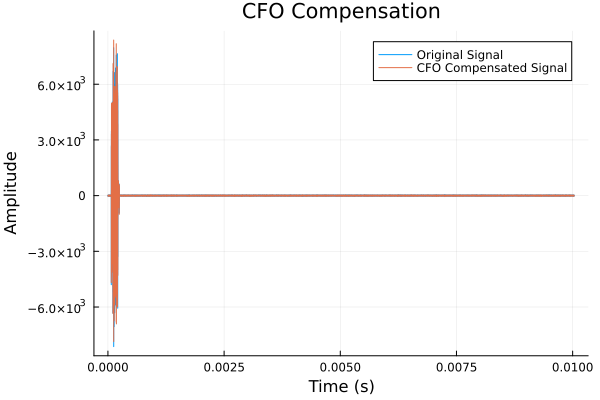 CFO Compensation
Original Signal
CFO Compensated Signal
6.0×10³
3.0×10³
0
−3.0×10³
−6.0×10³
Amplitude
0.0000 0.0025 0.0050 0.0075 0.0100
Time (s)